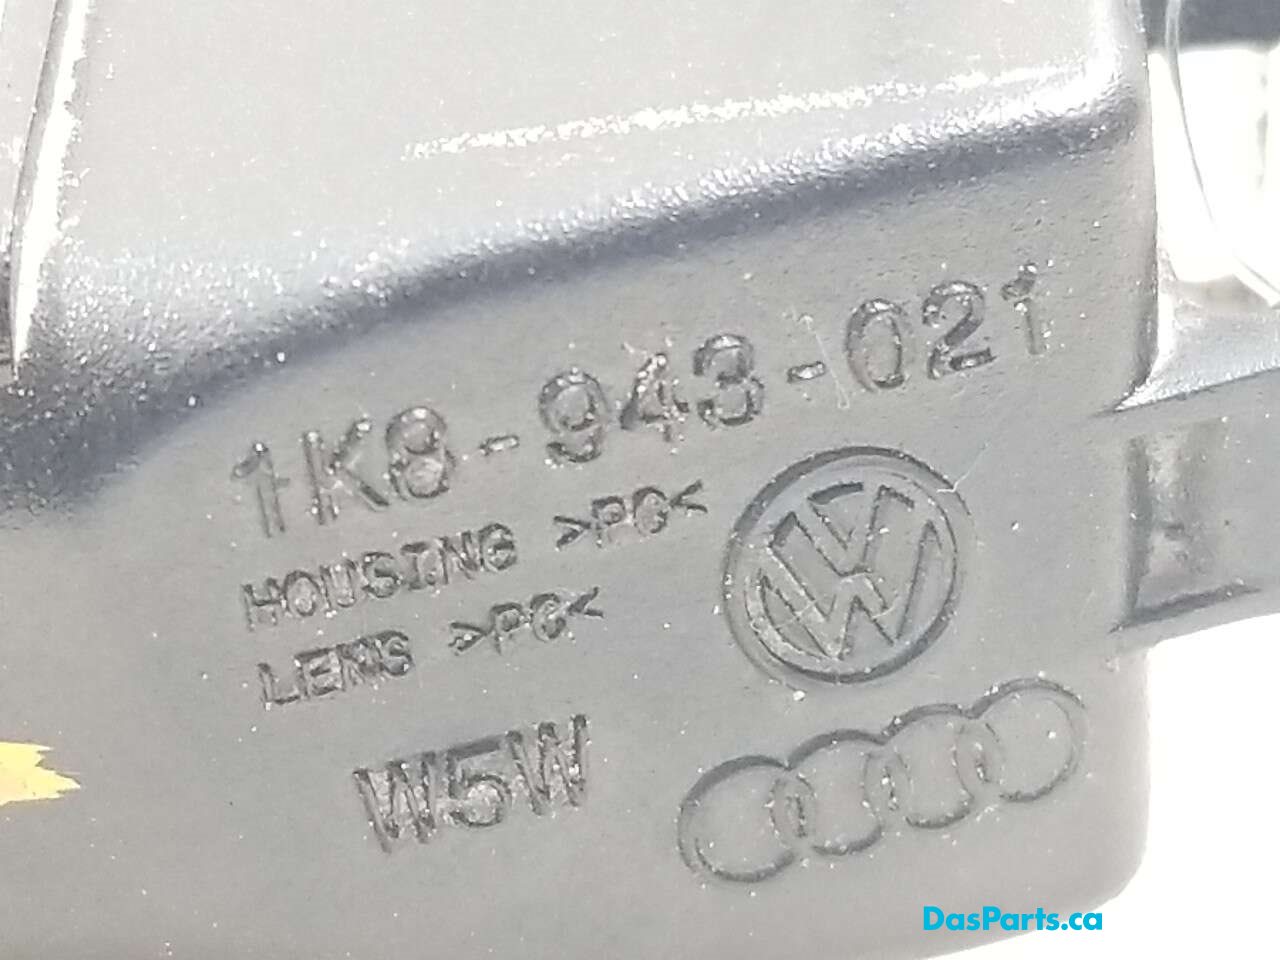 1K8-943-021
HOUSING >PC<
LENS >PC<
W5W
DasParts.ca